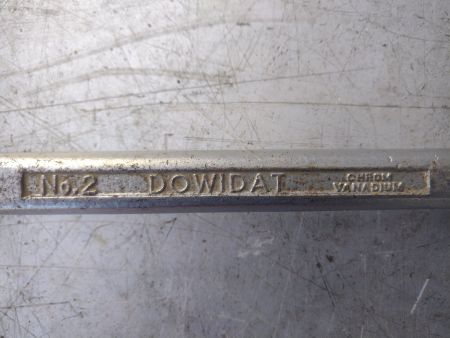 No.2 DOWIDAT CHROM
VANADIUM